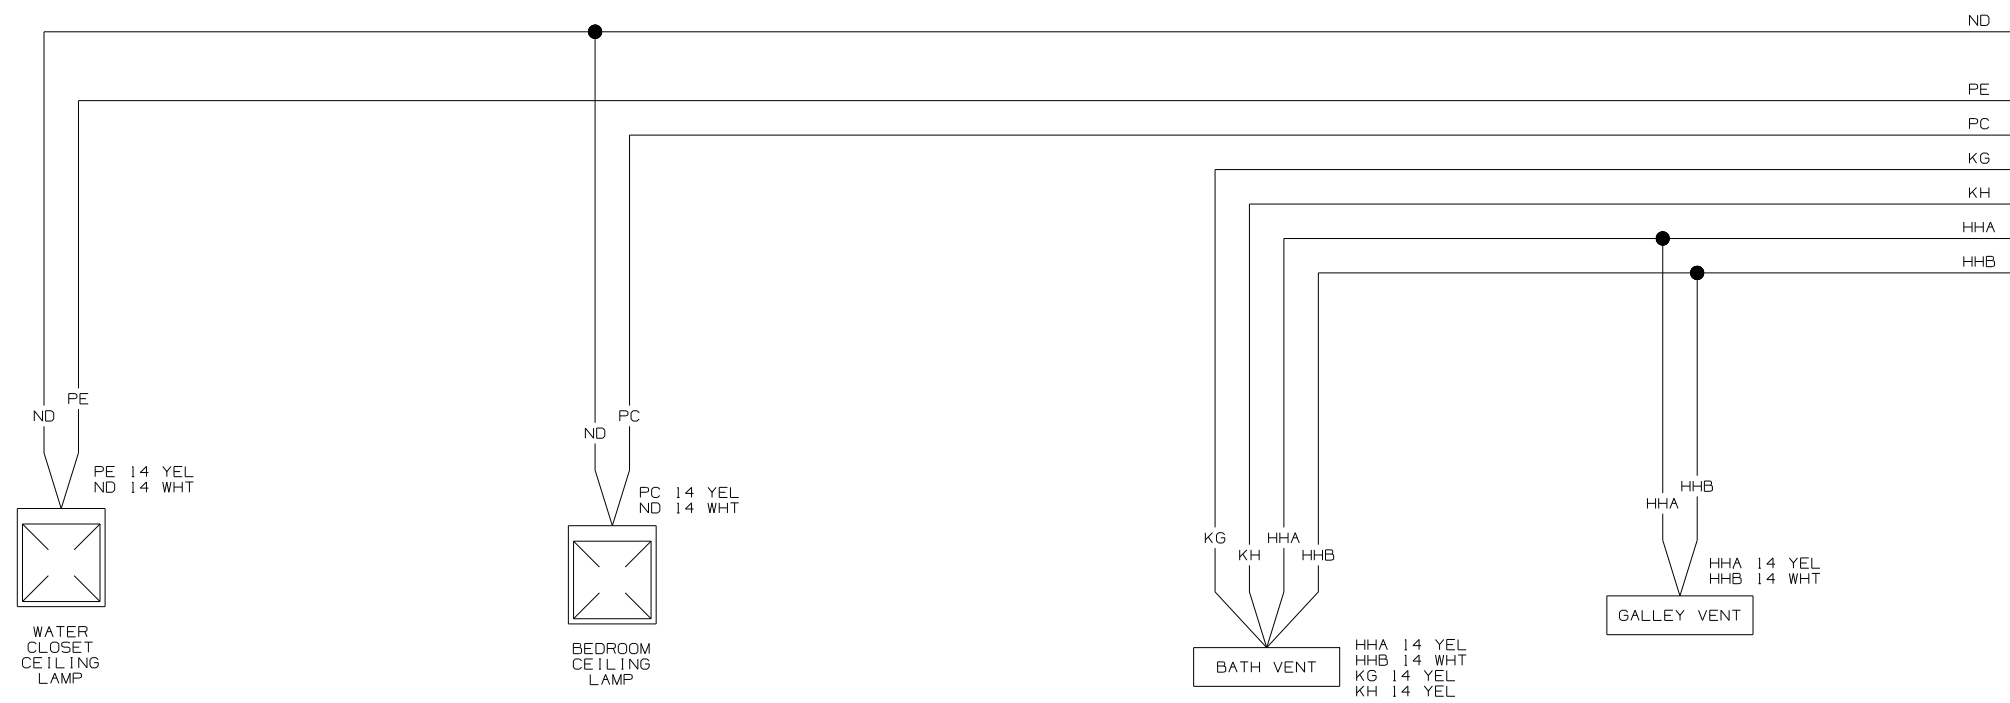 ND
PE
PC
KG
KH
HHA
HHB
PE
ND
PE 14 YEL
ND 14 WHT
WATER
CLOSET
CEILING
LAMP
PC
ND
PC 14 YEL
ND 14 WHT
BEDROOM
CEILING
LAMP
KG
KH
HHA
HHB
BATH VENT
HHA 14 YEL
HHB 14 WHT
KG 14 YEL
KH 14 YEL
HHB
HHA
HHA 14 YEL
HHB 14 WHT
GALLEY VENT